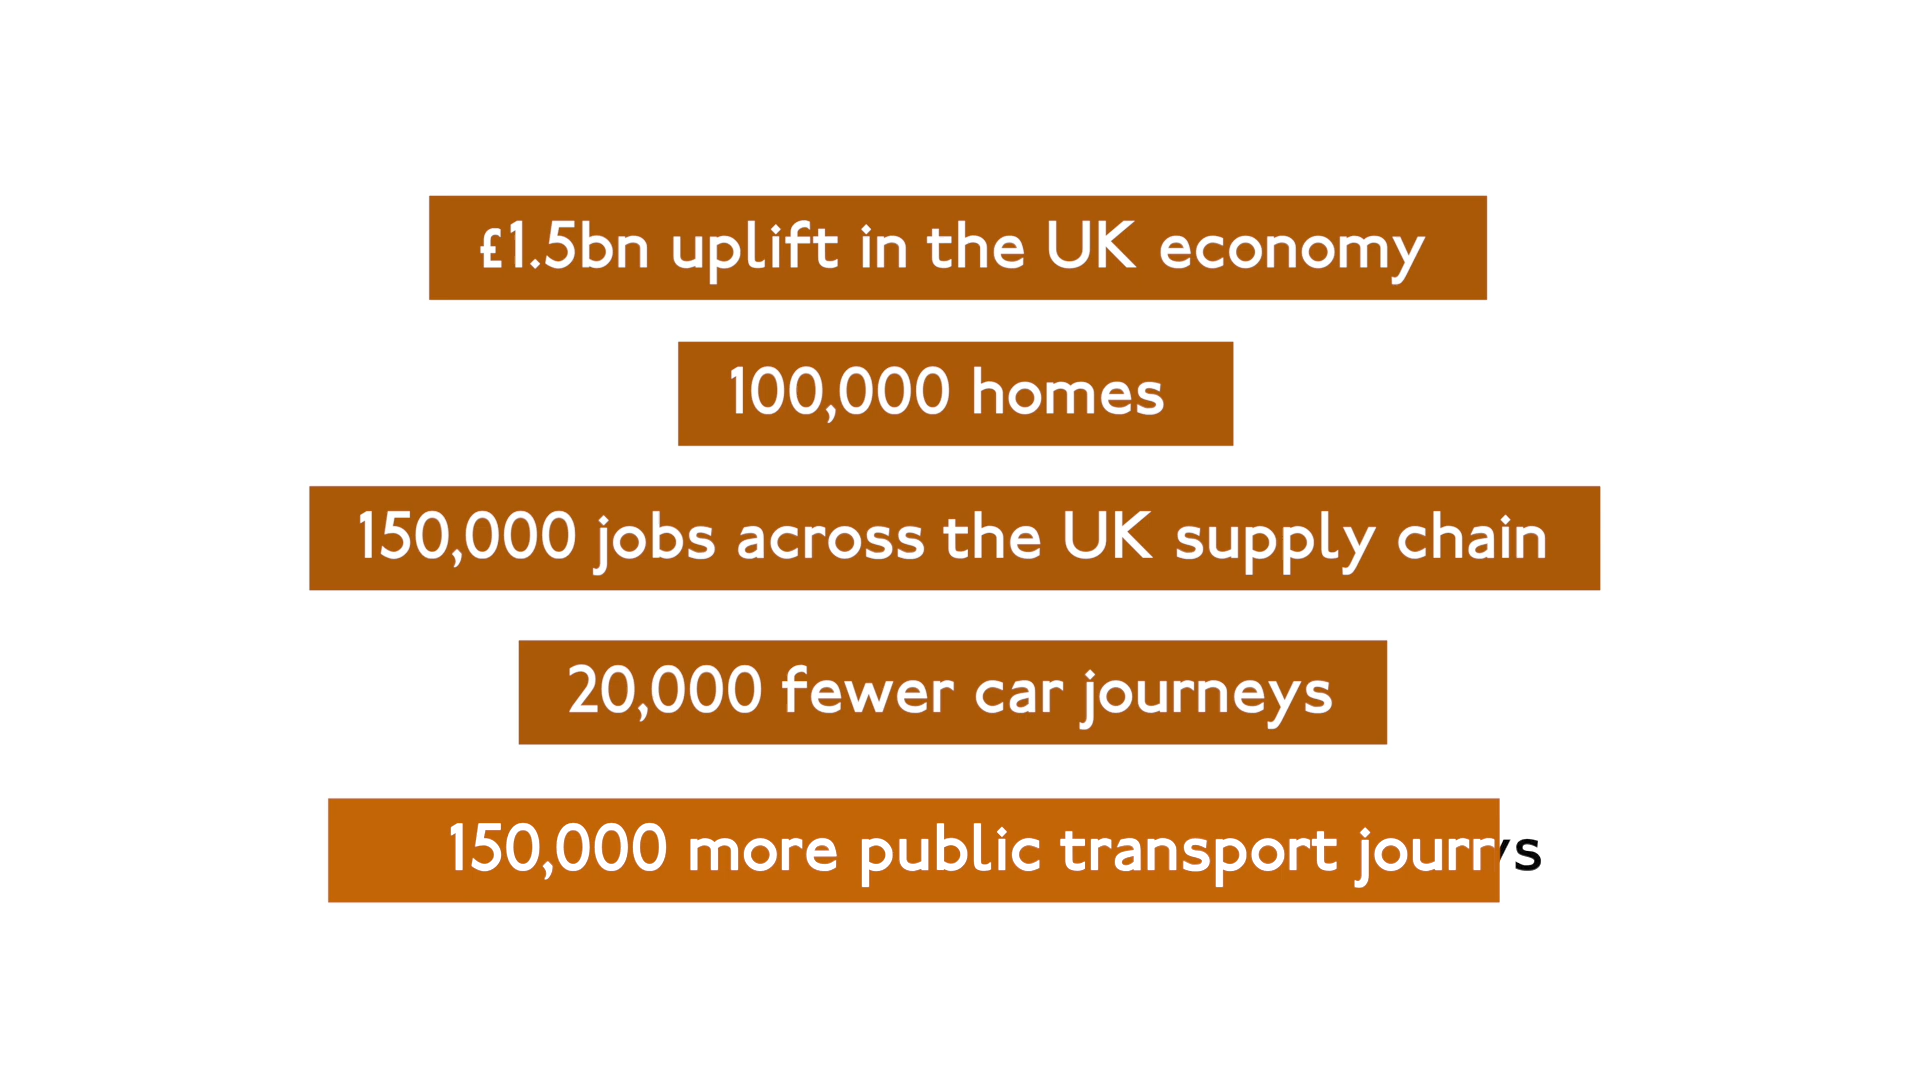 £1.5bn uplift in the UK economy
100,000 homes
150,000 jobs across the UK supply chain
20,000 fewer car journeys
150,000 more public transport